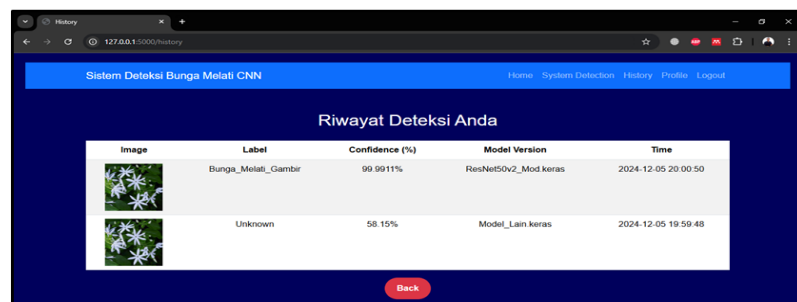 History
127.0.0.1:5000/history
Sistem Deteksi Bunga Melati CNN Home System Detection History Profile Logout
Riwayat Deteksi Anda
Image Label Confidence (%) Model Version Time
Bunga_Melati_Gambir 99.9911% ResNet50v2_Mod.keras 2024-12-05 20:00:50
Unknown 58.15% Model_Lain.keras 2024-12-05 19:59:48
Back